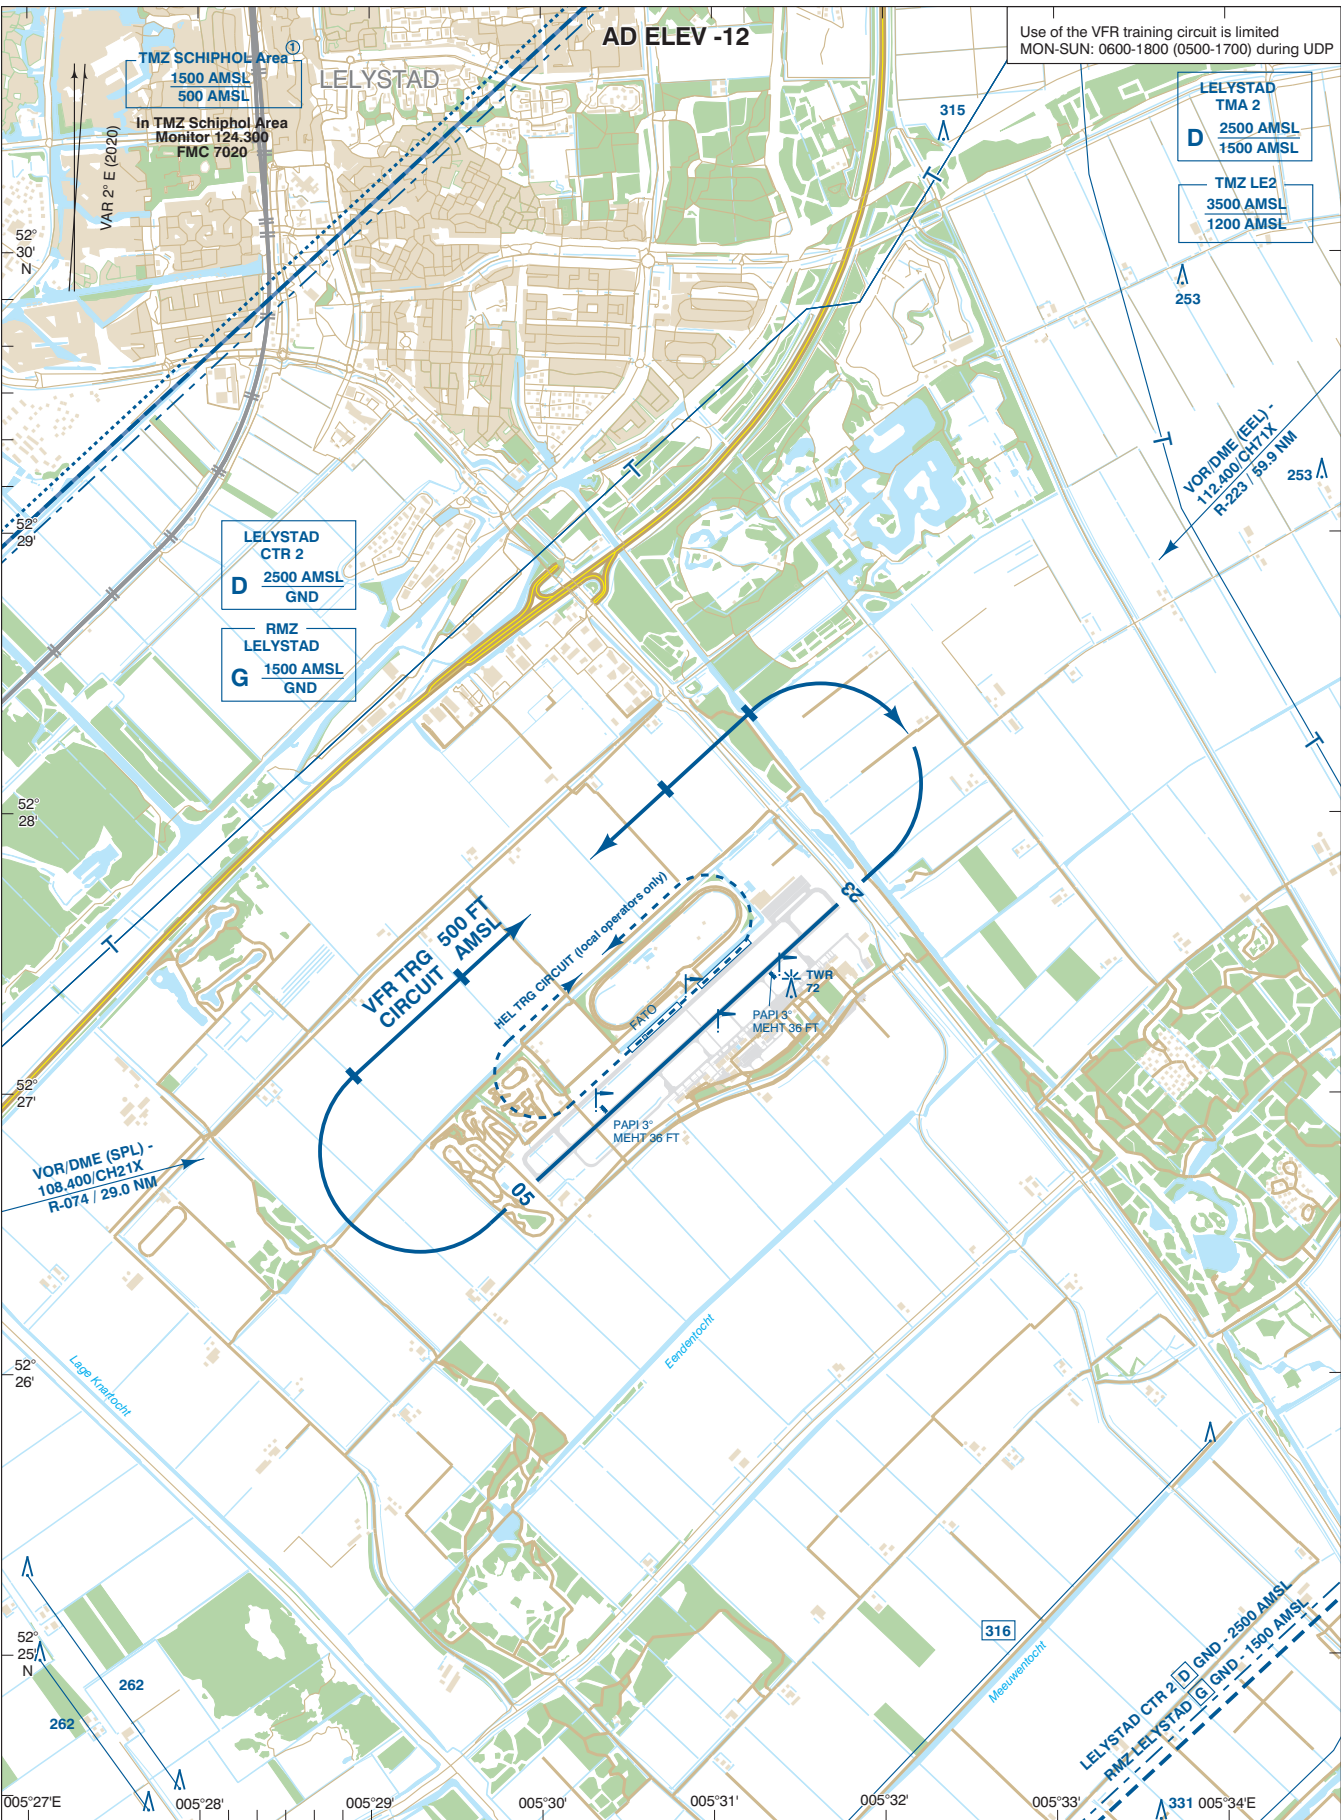 AD ELEV -12
Use of the VFR training circuit is limited
MON-SUN: 0600-1800 (0500-1700) during UDP
TMZ SCHIPHOL Area
1
1500 AMSL
500 AMSL
In TMZ Schiphol Area
Monitor 124.300
FMC 7020
LELYSTAD
VAR 2° E (2020)
315
LELYSTAD
TMA 2
D
2500 AMSL
1500 AMSL
TMZ LE2
3500 AMSL
1200 AMSL
52°
30'
N
253
VOR/DME (EEL) -
112.400/CH71X
R-223 / 59.9 NM
253
T
T
T
52°
29'
LELYSTAD
CTR 2
D
2500 AMSL
GND
RMZ
LELYSTAD
G
1500 AMSL
GND
T
52°
28'
T
VFR TRG 500 FT
CIRCUIT AMSL
HEL TRG CIRCUIT (local operators only)
23
TWR
72
FATO
PAPI 3°
MEHT 36 FT
52°
27'
PAPI 3°
MEHT 36 FT
VOR/DME (SPL) -
108.400/CH21X
R-074 / 29.0 NM
05
Eendentocht
Lage Knartocht
52°
26'
316
Meeuwentocht
LELYSTAD CTR 2 D GND - 2500 AMSL
RMZ LELYSTAD G GND - 1500 AMSL
52°
25'
N
262
262
331
005°27'E
005°28'
005°29'
005°30'
005°31'
005°32'
005°33'
005°34'E